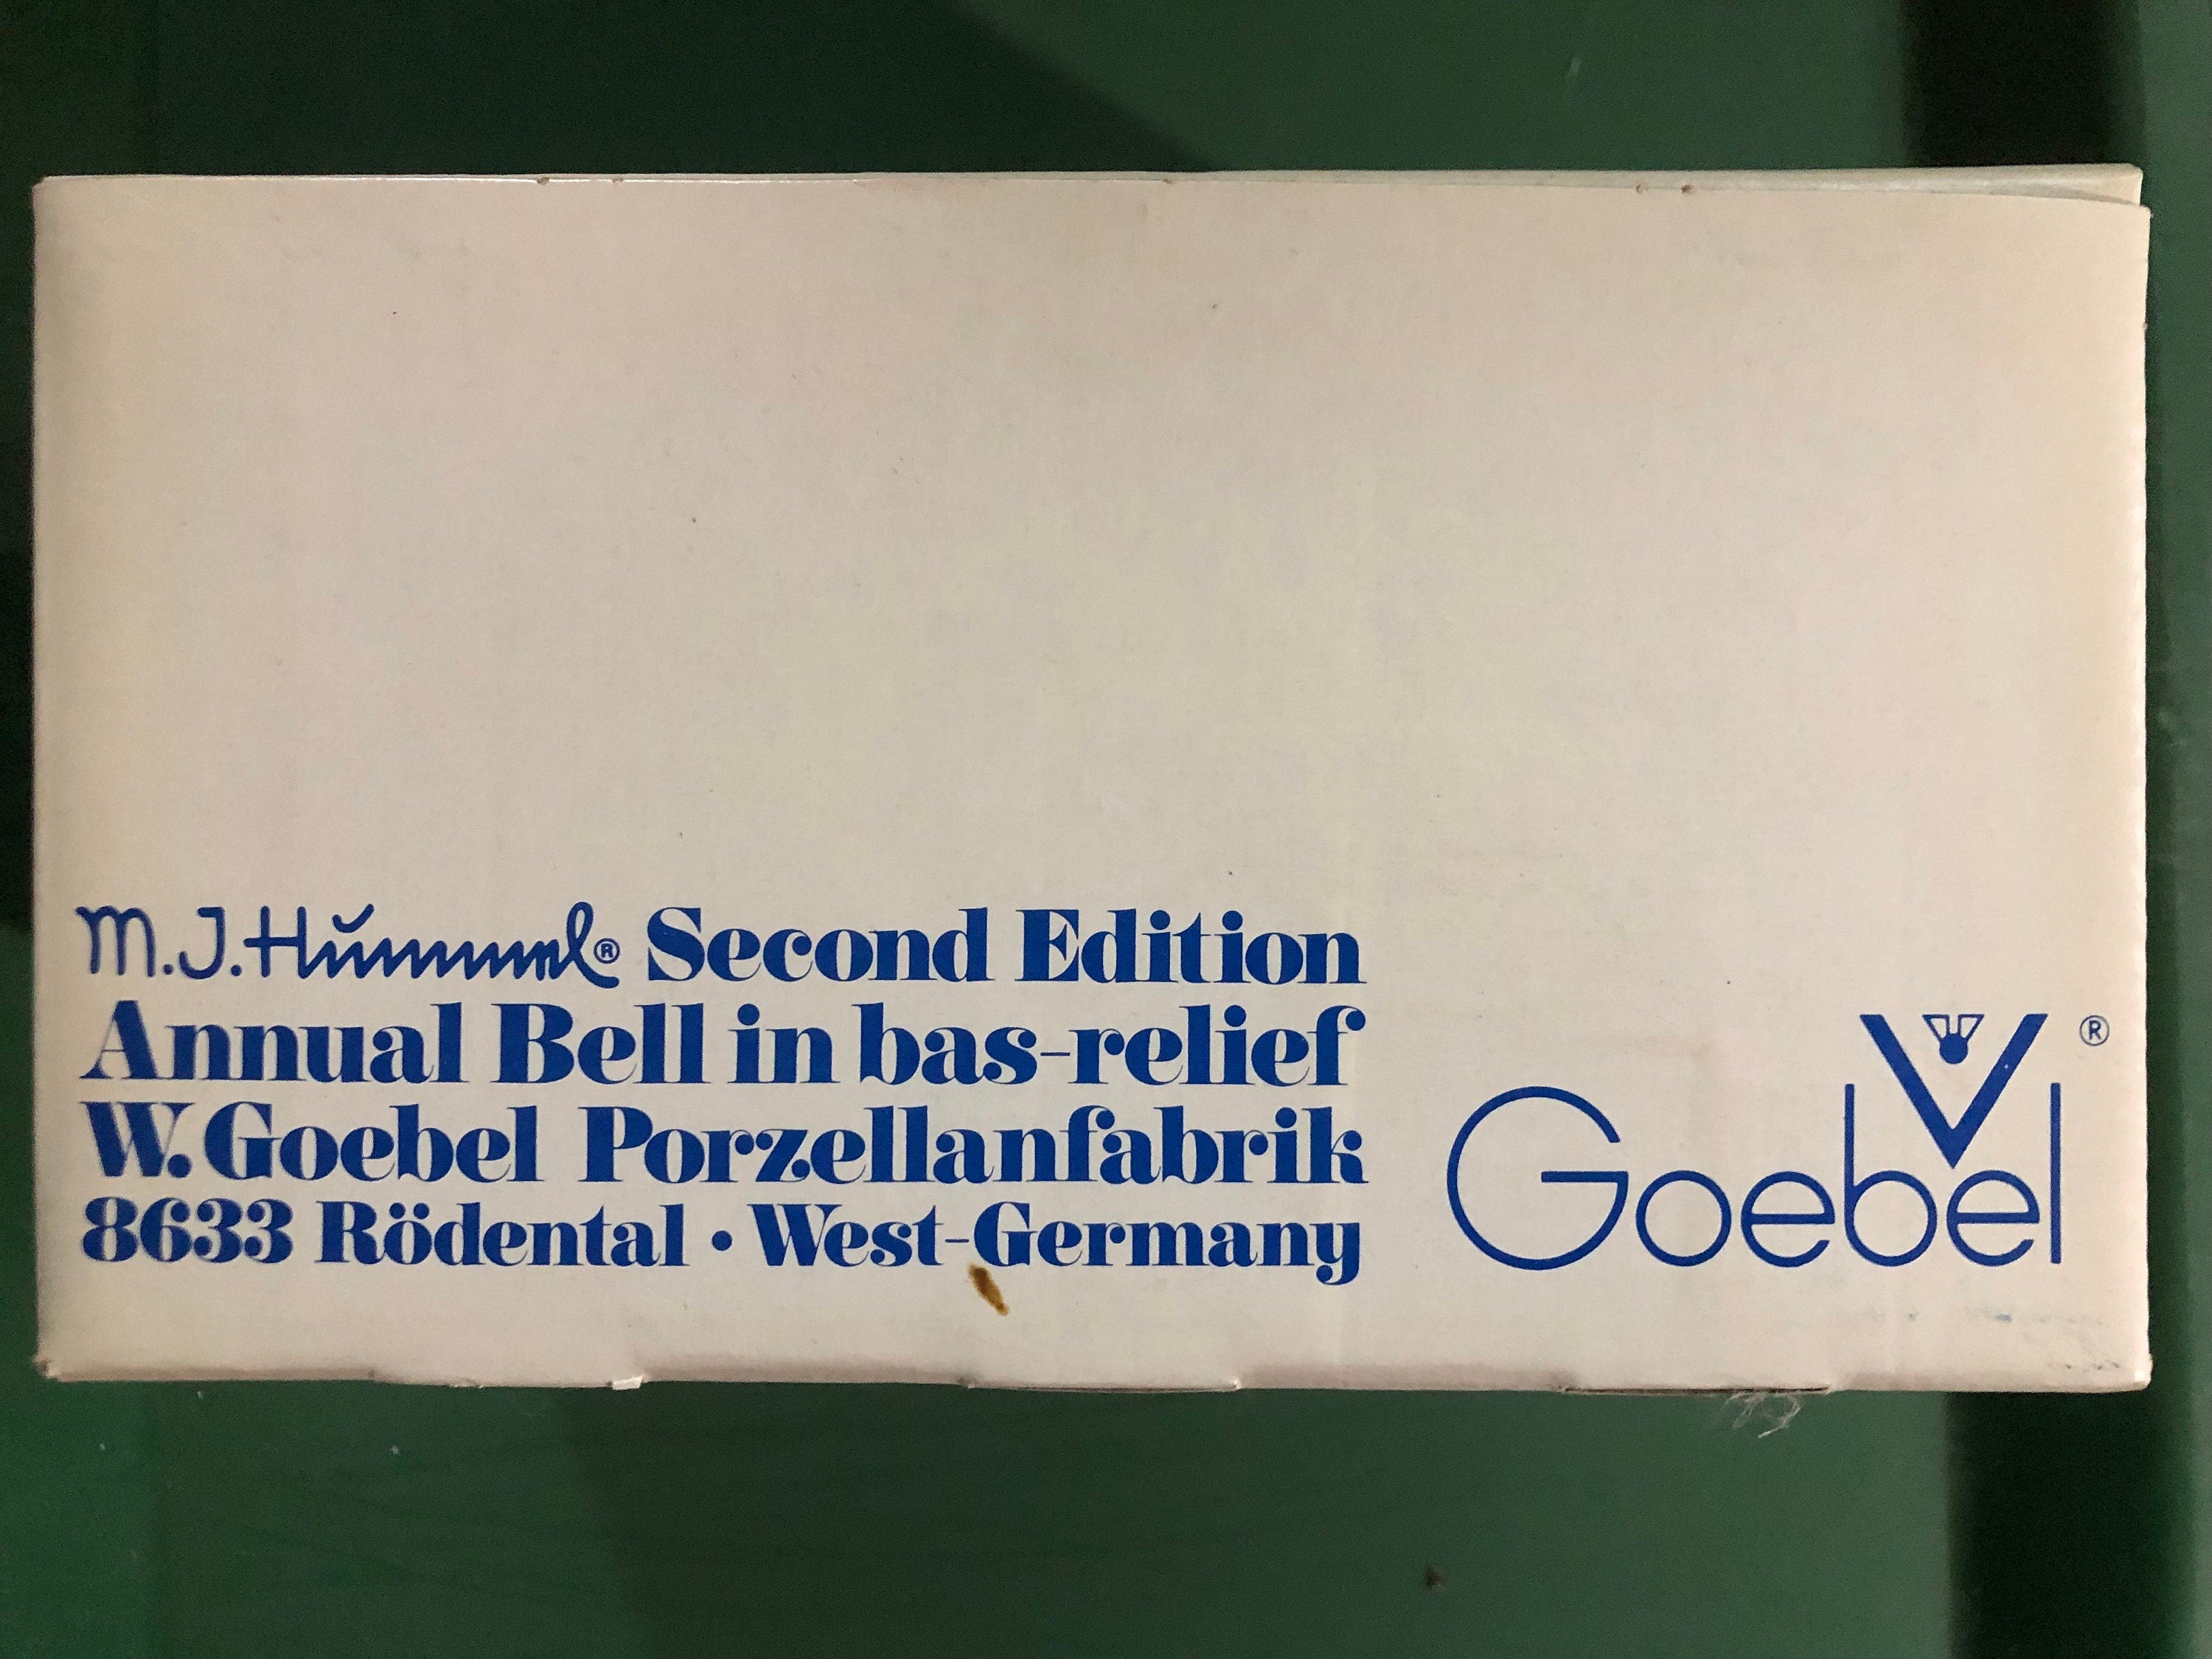 M.J.Hummel® Second Edition
Annual Bell in bas-relief
W. Goebel Porzellanfabrik
8633 Rödental • West-Germany
Goebel ®